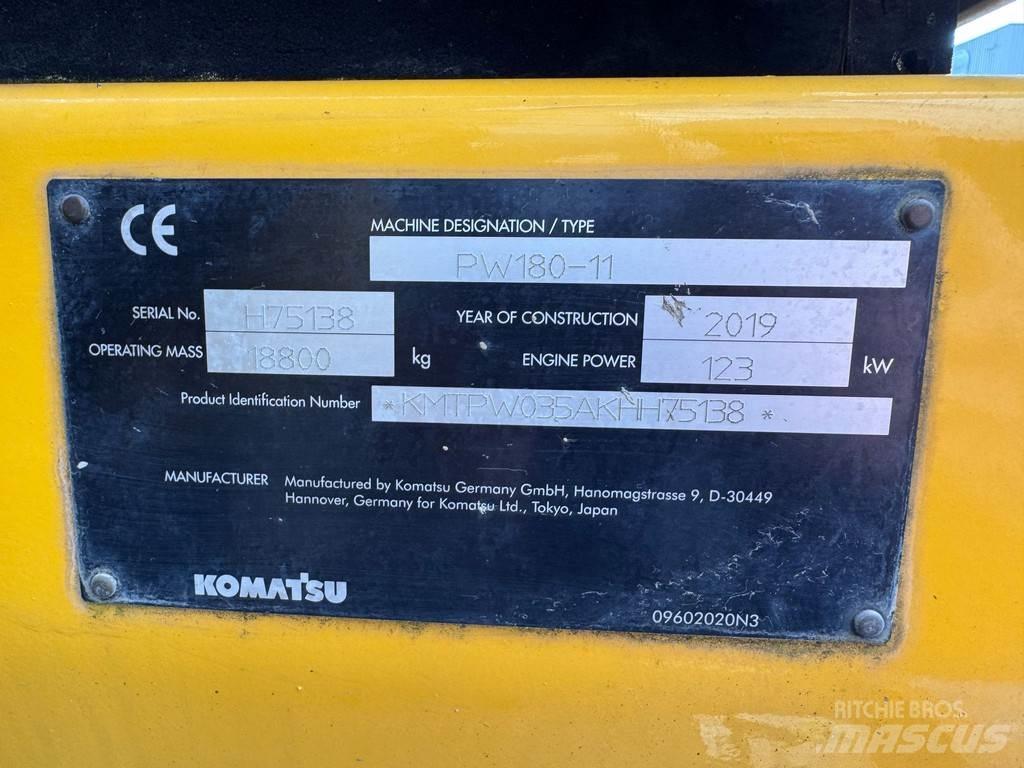 CE
MACHINE DESIGNATION / TYPE
PW180-11
SERIAL No. H75138
YEAR OF CONSTRUCTION 2019
OPERATING MASS 18800 kg
ENGINE POWER 123 kW
Product Identification Number *KMTPW035AKHH75138*
MANUFACTURER Manufactured by Komatsu Germany GmbH, Hanomagstrasse 9, D-30449
Hannover, Germany for Komatsu Ltd., Tokyo, Japan
KOMATSU
09602020N3
RITCHIE BROS.
MASCUS